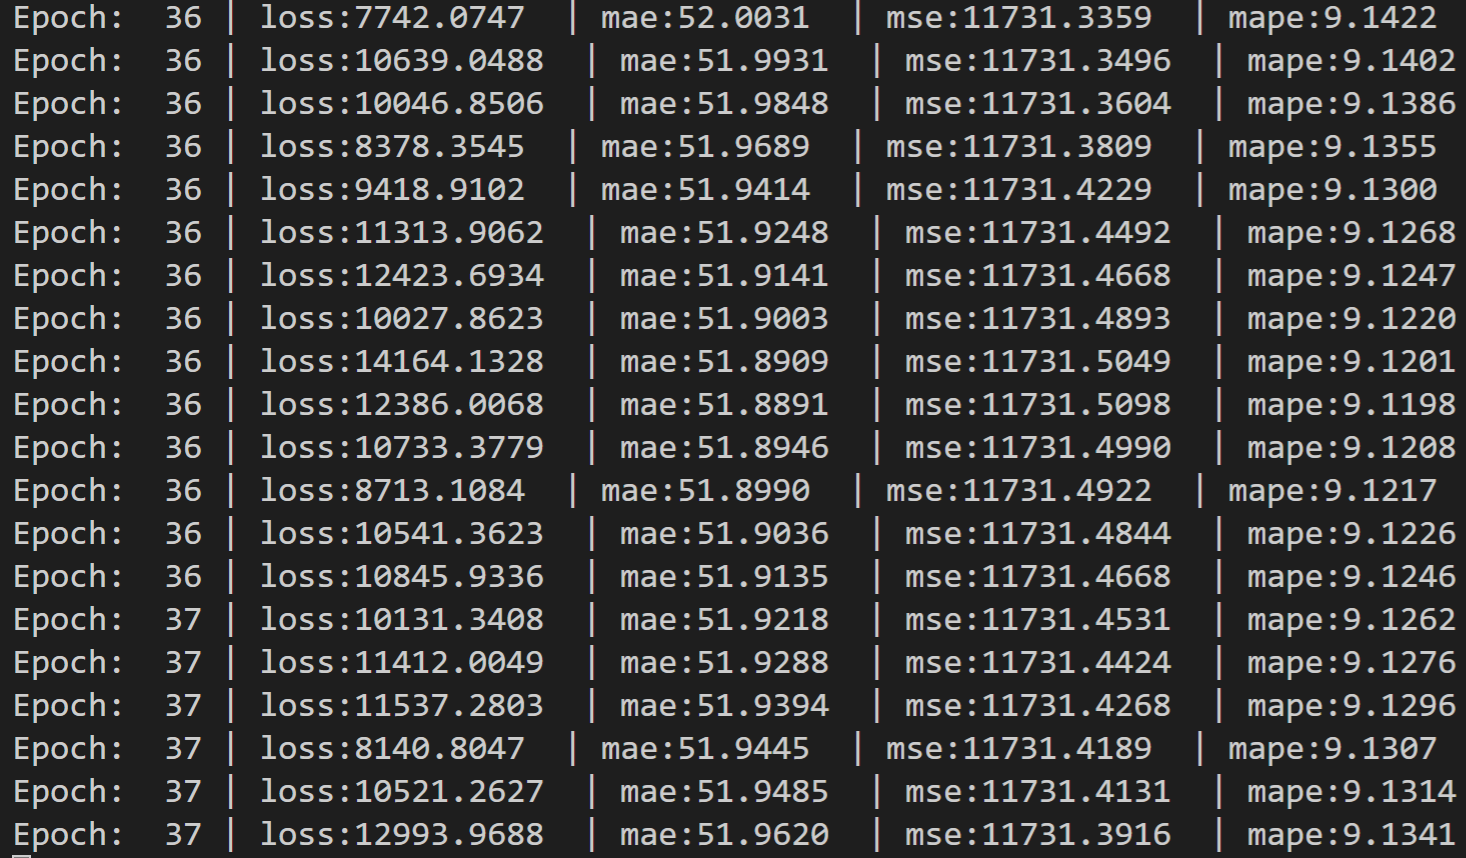 Epoch:  36 | loss:7742.0747  | mae:52.0031  | mse:11731.3359  | mape:9.1422
Epoch:  36 | loss:10639.0488  | mae:51.9931  | mse:11731.3496  | mape:9.1402
Epoch:  36 | loss:10046.8506  | mae:51.9848  | mse:11731.3604  | mape:9.1386
Epoch:  36 | loss:8378.3545  | mae:51.9689  | mse:11731.3809  | mape:9.1355
Epoch:  36 | loss:9418.9102  | mae:51.9414  | mse:11731.4229  | mape:9.1300
Epoch:  36 | loss:11313.9062  | mae:51.9248  | mse:11731.4492  | mape:9.1268
Epoch:  36 | loss:12423.6934  | mae:51.9141  | mse:11731.4668  | mape:9.1247
Epoch:  36 | loss:10027.8623  | mae:51.9003  | mse:11731.4893  | mape:9.1220
Epoch:  36 | loss:14164.1328  | mae:51.8909  | mse:11731.5049  | mape:9.1201
Epoch:  36 | loss:12386.0068  | mae:51.8891  | mse:11731.5098  | mape:9.1198
Epoch:  36 | loss:10733.3779  | mae:51.8946  | mse:11731.4990  | mape:9.1208
Epoch:  36 | loss:8713.1084  | mae:51.8990  | mse:11731.4922  | mape:9.1217
Epoch:  36 | loss:10541.3623  | mae:51.9036  | mse:11731.4844  | mape:9.1226
Epoch:  36 | loss:10845.9336  | mae:51.9135  | mse:11731.4668  | mape:9.1246
Epoch:  37 | loss:10131.3408  | mae:51.9218  | mse:11731.4531  | mape:9.1262
Epoch:  37 | loss:11412.0049  | mae:51.9288  | mse:11731.4424  | mape:9.1276
Epoch:  37 | loss:11537.2803  | mae:51.9394  | mse:11731.4268  | mape:9.1296
Epoch:  37 | loss:8140.8047  | mae:51.9445  | mse:11731.4189  | mape:9.1307
Epoch:  37 | loss:10521.2627  | mae:51.9485  | mse:11731.4131  | mape:9.1314
Epoch:  37 | loss:12993.9688  | mae:51.9620  | mse:11731.3916  | mape:9.1341